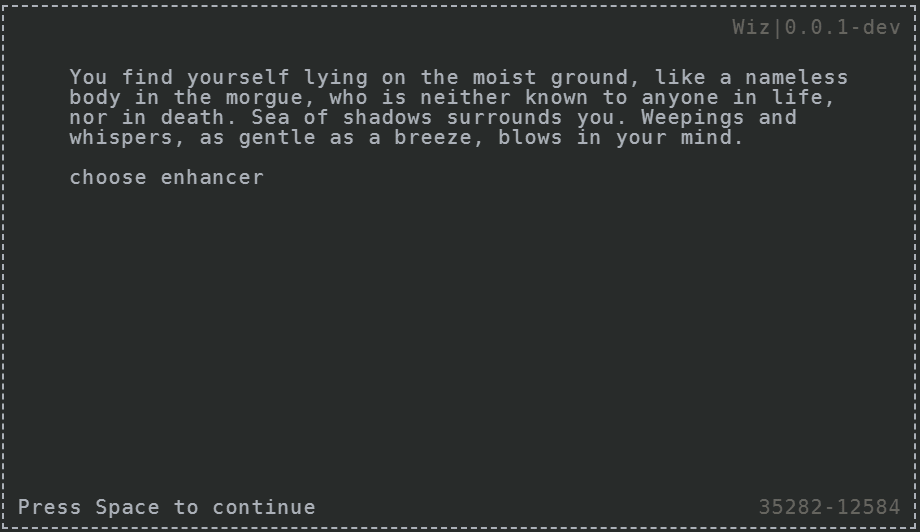 Wiz|0.0.1-dev
You find yourself lying on the moist ground, like a nameless
body in the morgue, who is neither known to anyone in life,
nor in death. Sea of shadows surrounds you. Weepings and
whispers, as gentle as a breeze, blows in your mind.
choose enhancer
Press Space to continue
35282-12584